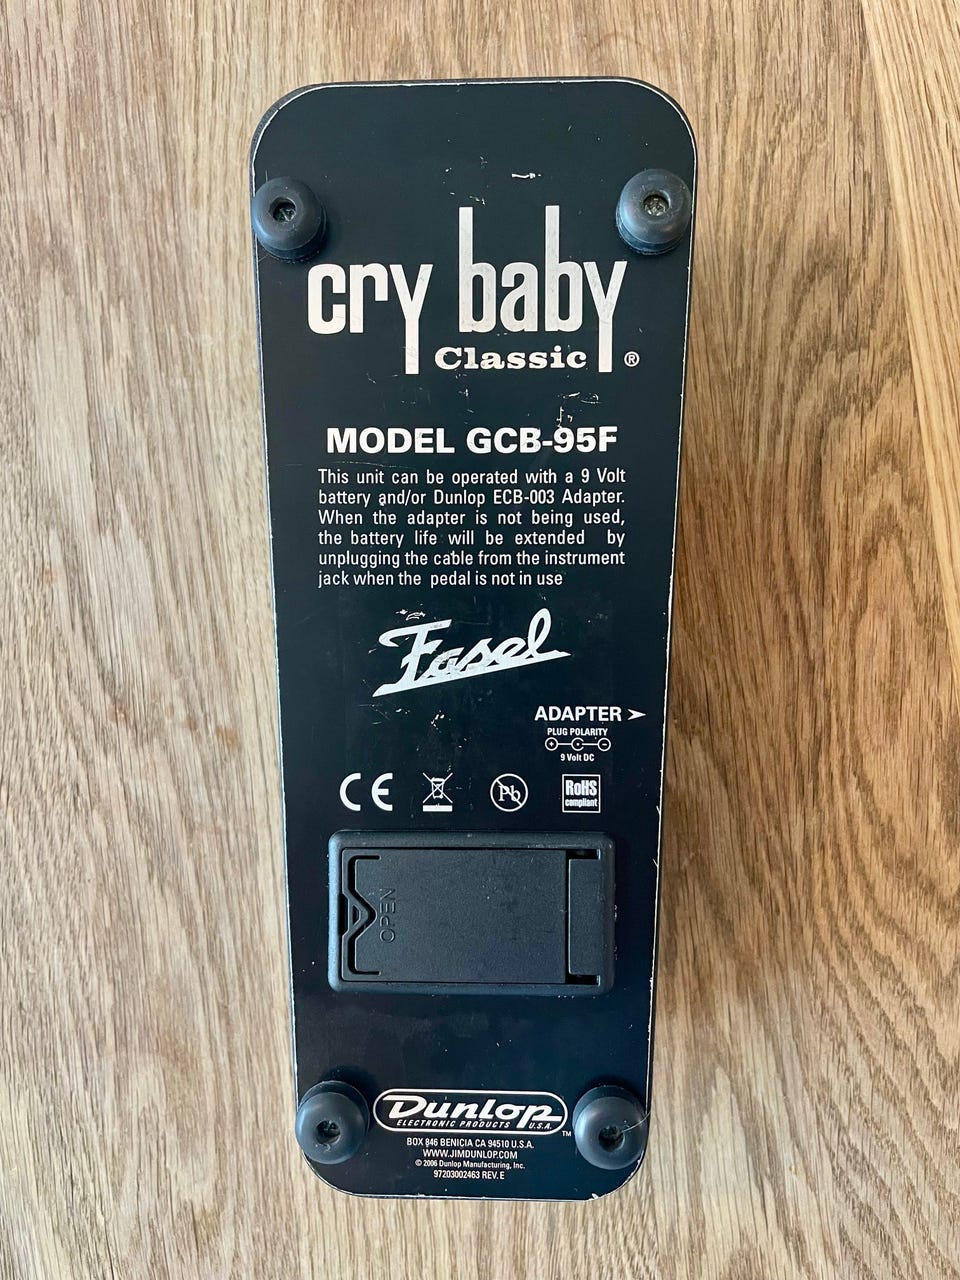 cry baby
Classic ®
MODEL GCB-95F
This unit can be operated with a 9 Volt
battery and/or Dunlop ECB-003 Adapter.
When the adapter is not being used,
the battery life will be extended by
unplugging the cable from the instrument
jack when the pedal is not in use
Fasel
ADAPTER
PLUG POLARITY
+ C -
9 Volt DC
CE
Pb
RoHS
compliant
OPEN
Dunlop
ELECTRONIC PRODUCTS U.S.A.
TM
BOX 846 BENICIA CA 94510 U.S.A.
WWW.JIMDUNLOP.COM
© 2006 Dunlop Manufacturing, Inc.
97203002463 REV. E